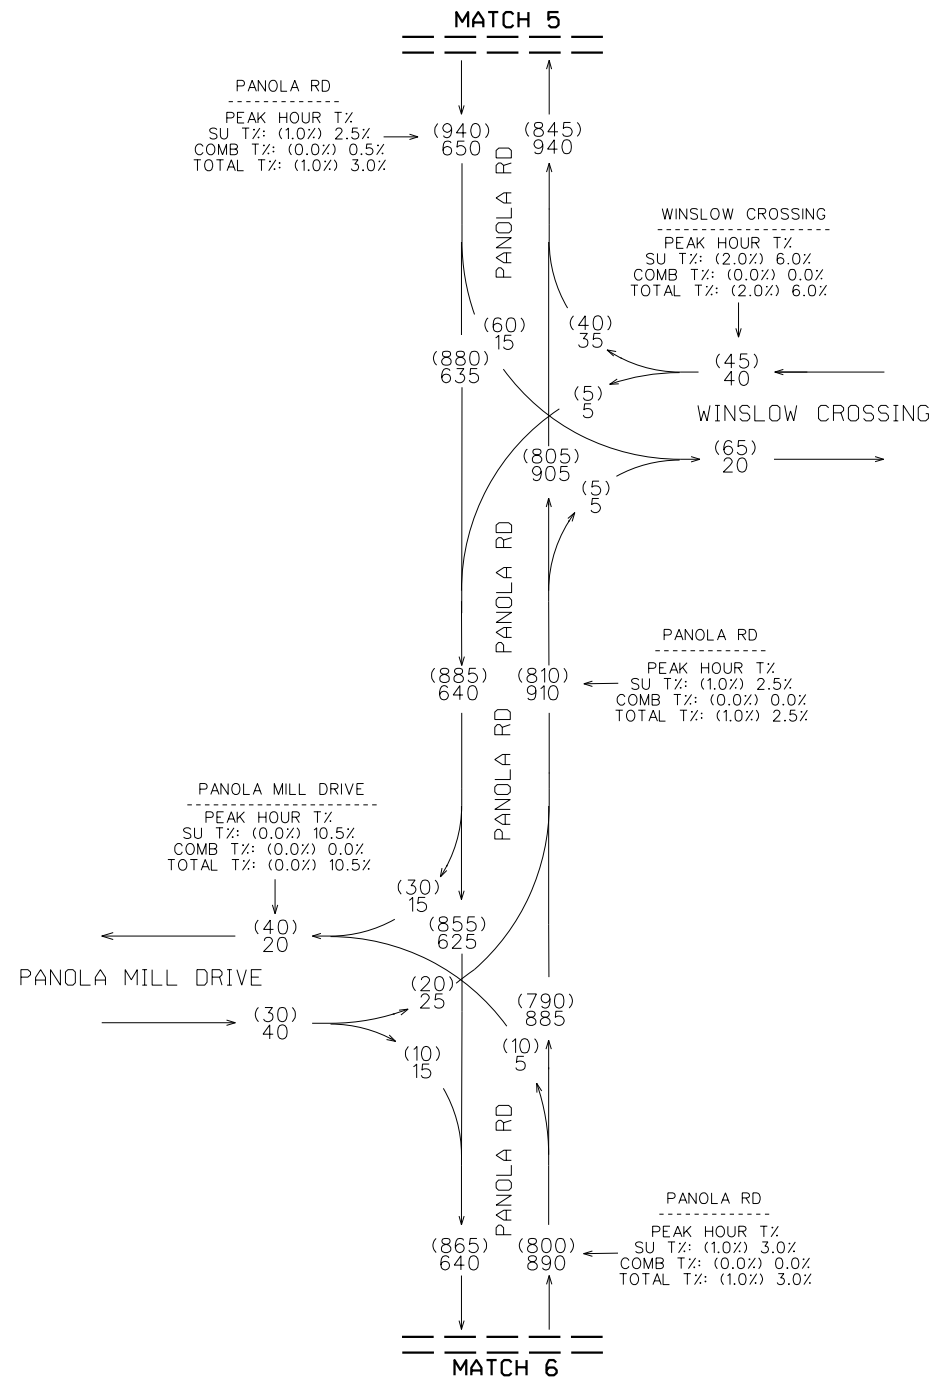 MATCH 5
PANOLA RD
PEAK HOUR T%
SU T%: (1.0%) 2.5%
COMB T%: (0.0%) 0.5%
TOTAL T%: (1.0%) 3.0%
(940)
650
(845)
940
PANOLA RD
WINSLOW CROSSING
PEAK HOUR T%
SU T%: (2.0%) 6.0%
COMB T%: (0.0%) 0.0%
TOTAL T%: (2.0%) 6.0%
(60)
15
(40)
35
(880)
635
(45)
40
(5)
5
WINSLOW CROSSING
(805)
905
(65)
20
(5)
5
PANOLA RD
PANOLA RD
PEAK HOUR T%
SU T%: (1.0%) 2.5%
COMB T%: (0.0%) 0.0%
TOTAL T%: (1.0%) 2.5%
(885)
640
(810)
910
PANOLA RD
PANOLA MILL DRIVE
PEAK HOUR T%
SU T%: (0.0%) 10.5%
COMB T%: (0.0%) 0.0%
TOTAL T%: (0.0%) 10.5%
(30)
15
(40)
20
(855)
625
PANOLA MILL DRIVE
(20)
25
(30)
40
(790)
885
(10)
15
(10)
5
PANOLA RD
PANOLA RD
PEAK HOUR T%
SU T%: (1.0%) 3.0%
COMB T%: (0.0%) 0.0%
TOTAL T%: (1.0%) 3.0%
(865)
640
(800)
890
MATCH 6